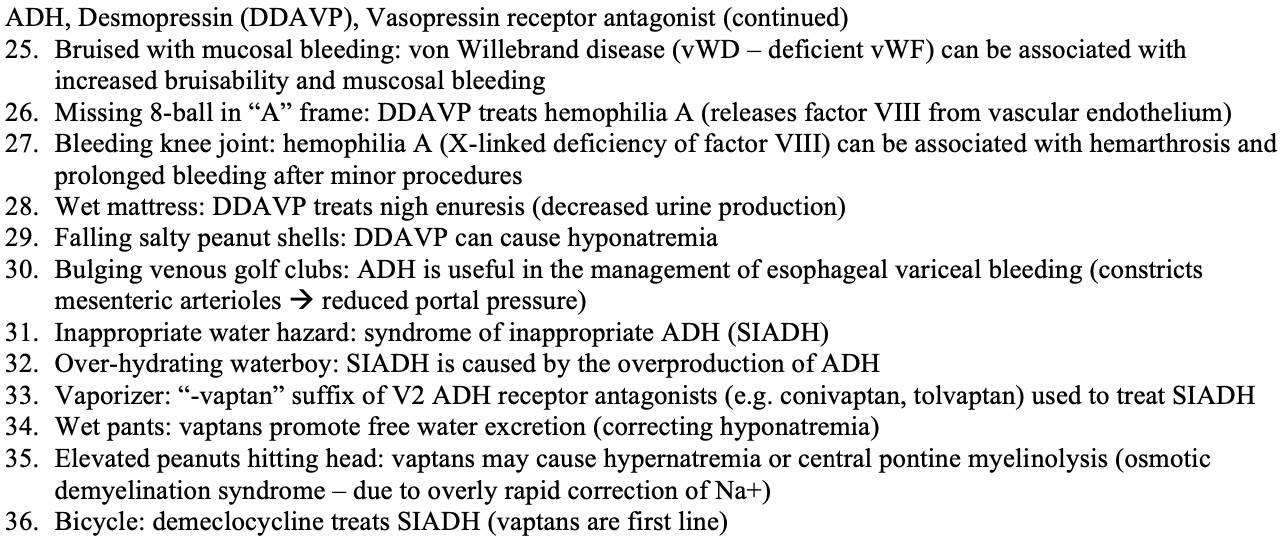 ADH, Desmopressin (DDAVP), Vasopressin receptor antagonist (continued)
25. Bruised with mucosal bleeding: von Willebrand disease (vWD – deficient vWF) can be associated with
increased bruisability and muscosal bleeding
26. Missing 8-ball in “A” frame: DDAVP treats hemophilia A (releases factor VIII from vascular endothelium)
27. Bleeding knee joint: hemophilia A (X-linked deficiency of factor VIII) can be associated with hemarthrosis and
prolonged bleeding after minor procedures
28. Wet mattress: DDAVP treats nigh enuresis (decreased urine production)
29. Falling salty peanut shells: DDAVP can cause hyponatremia
30. Bulging venous golf clubs: ADH is useful in the management of esophageal variceal bleeding (constricts
mesenteric arterioles → reduced portal pressure)
31. Inappropriate water hazard: syndrome of inappropriate ADH (SIADH)
32. Over-hydrating waterboy: SIADH is caused by the overproduction of ADH
33. Vaporizer: “-vaptan” suffix of V2 ADH receptor antagonists (e.g. conivaptan, tolvaptan) used to treat SIADH
34. Wet pants: vaptans promote free water excretion (correcting hyponatremia)
35. Elevated peanuts hitting head: vaptans may cause hypernatremia or central pontine myelinolysis (osmotic
demyelination syndrome – due to overly rapid correction of Na+)
36. Bicycle: demeclocycline treats SIADH (vaptans are first line)